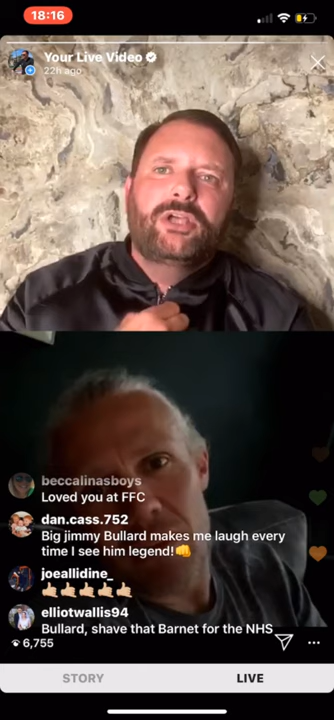 18:16
Your Live Video
22h ago
beccalinasboys
Loved you at FFC
dan.cass.752
Big jimmy Bullard makes me laugh every
time I see him legend!👊
joeallidine_
🤙🏼🤙🏼🤙🏼🤙🏼🤙🏼
elliotwallis94
Bullard, shave that Barnet for the NHS
6,755
STORY LIVE